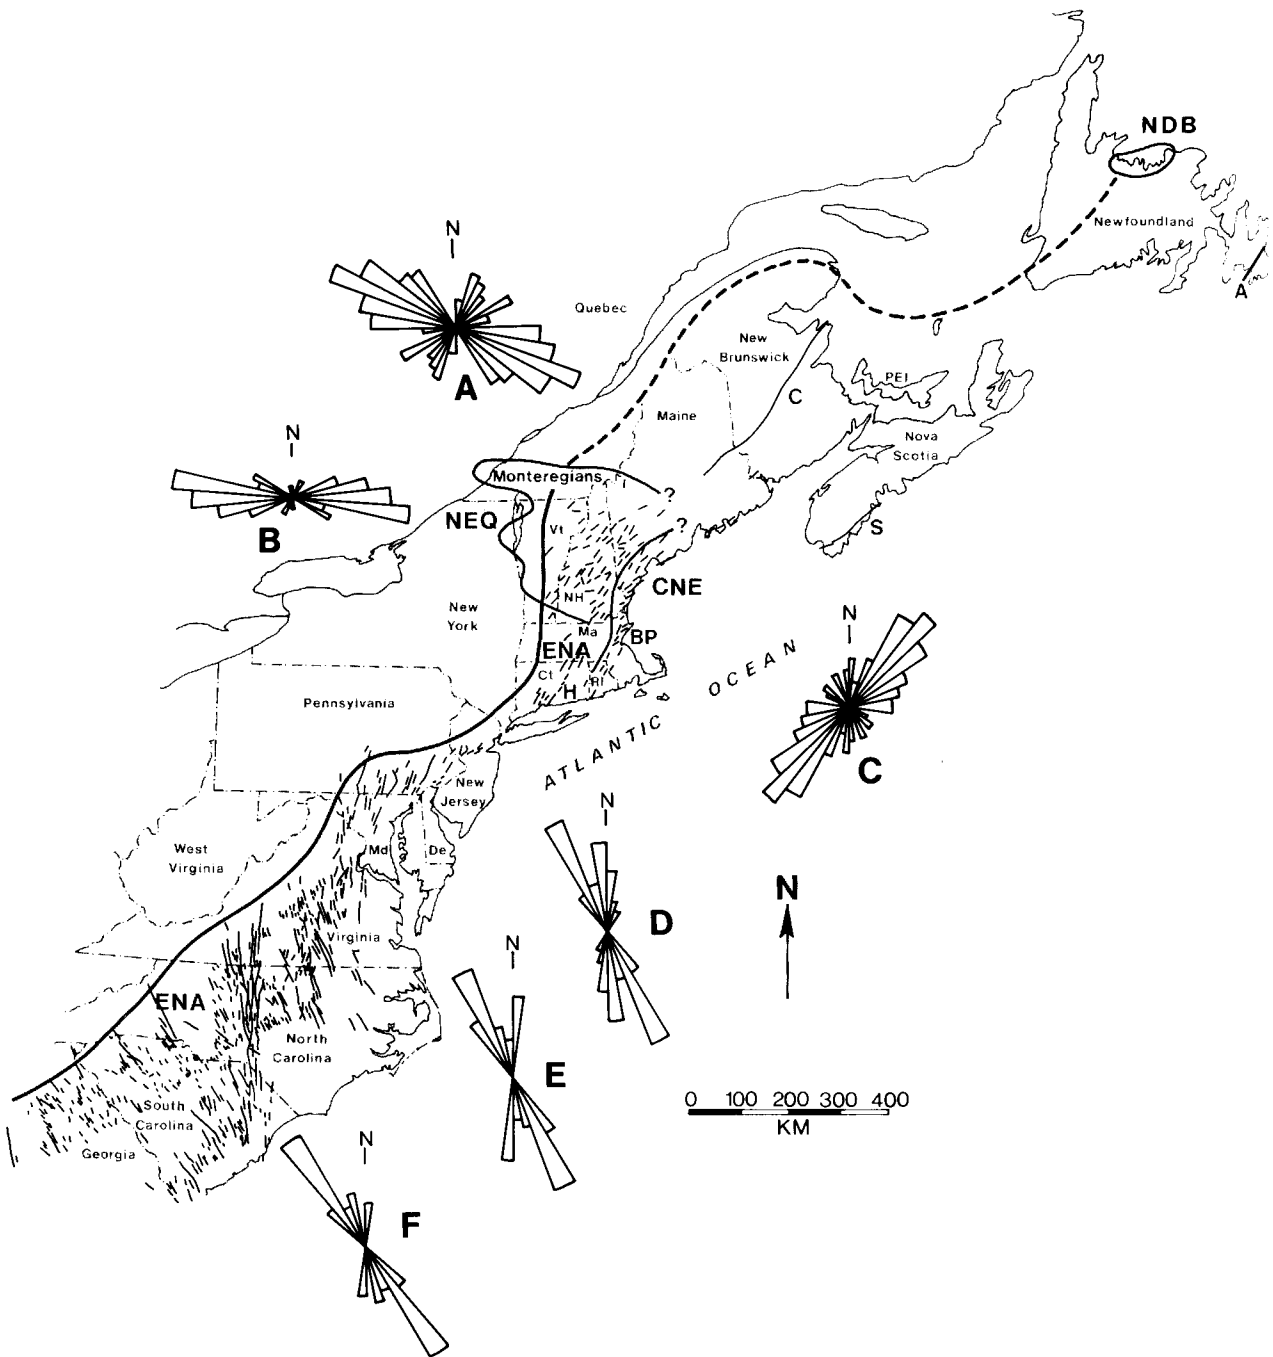 NDB
Newfoundland
A
N
A
Quebec
New
Brunswick
C
PEI
Maine
Nova
Scotia
S
N
B
Monteregians
?
NEQ
?
Vt
CNE
NH
New
York
Ma
BP
ENA
Ct
RI
H
Pennsylvania
ATLANTIC OCEAN
N
C
New
Jersey
N
D
West
Virginia
Md
De
N
Virginia
N
E
ENA
North
Carolina
0 100 200 300 400
KM
South
Carolina
Georgia
N
F